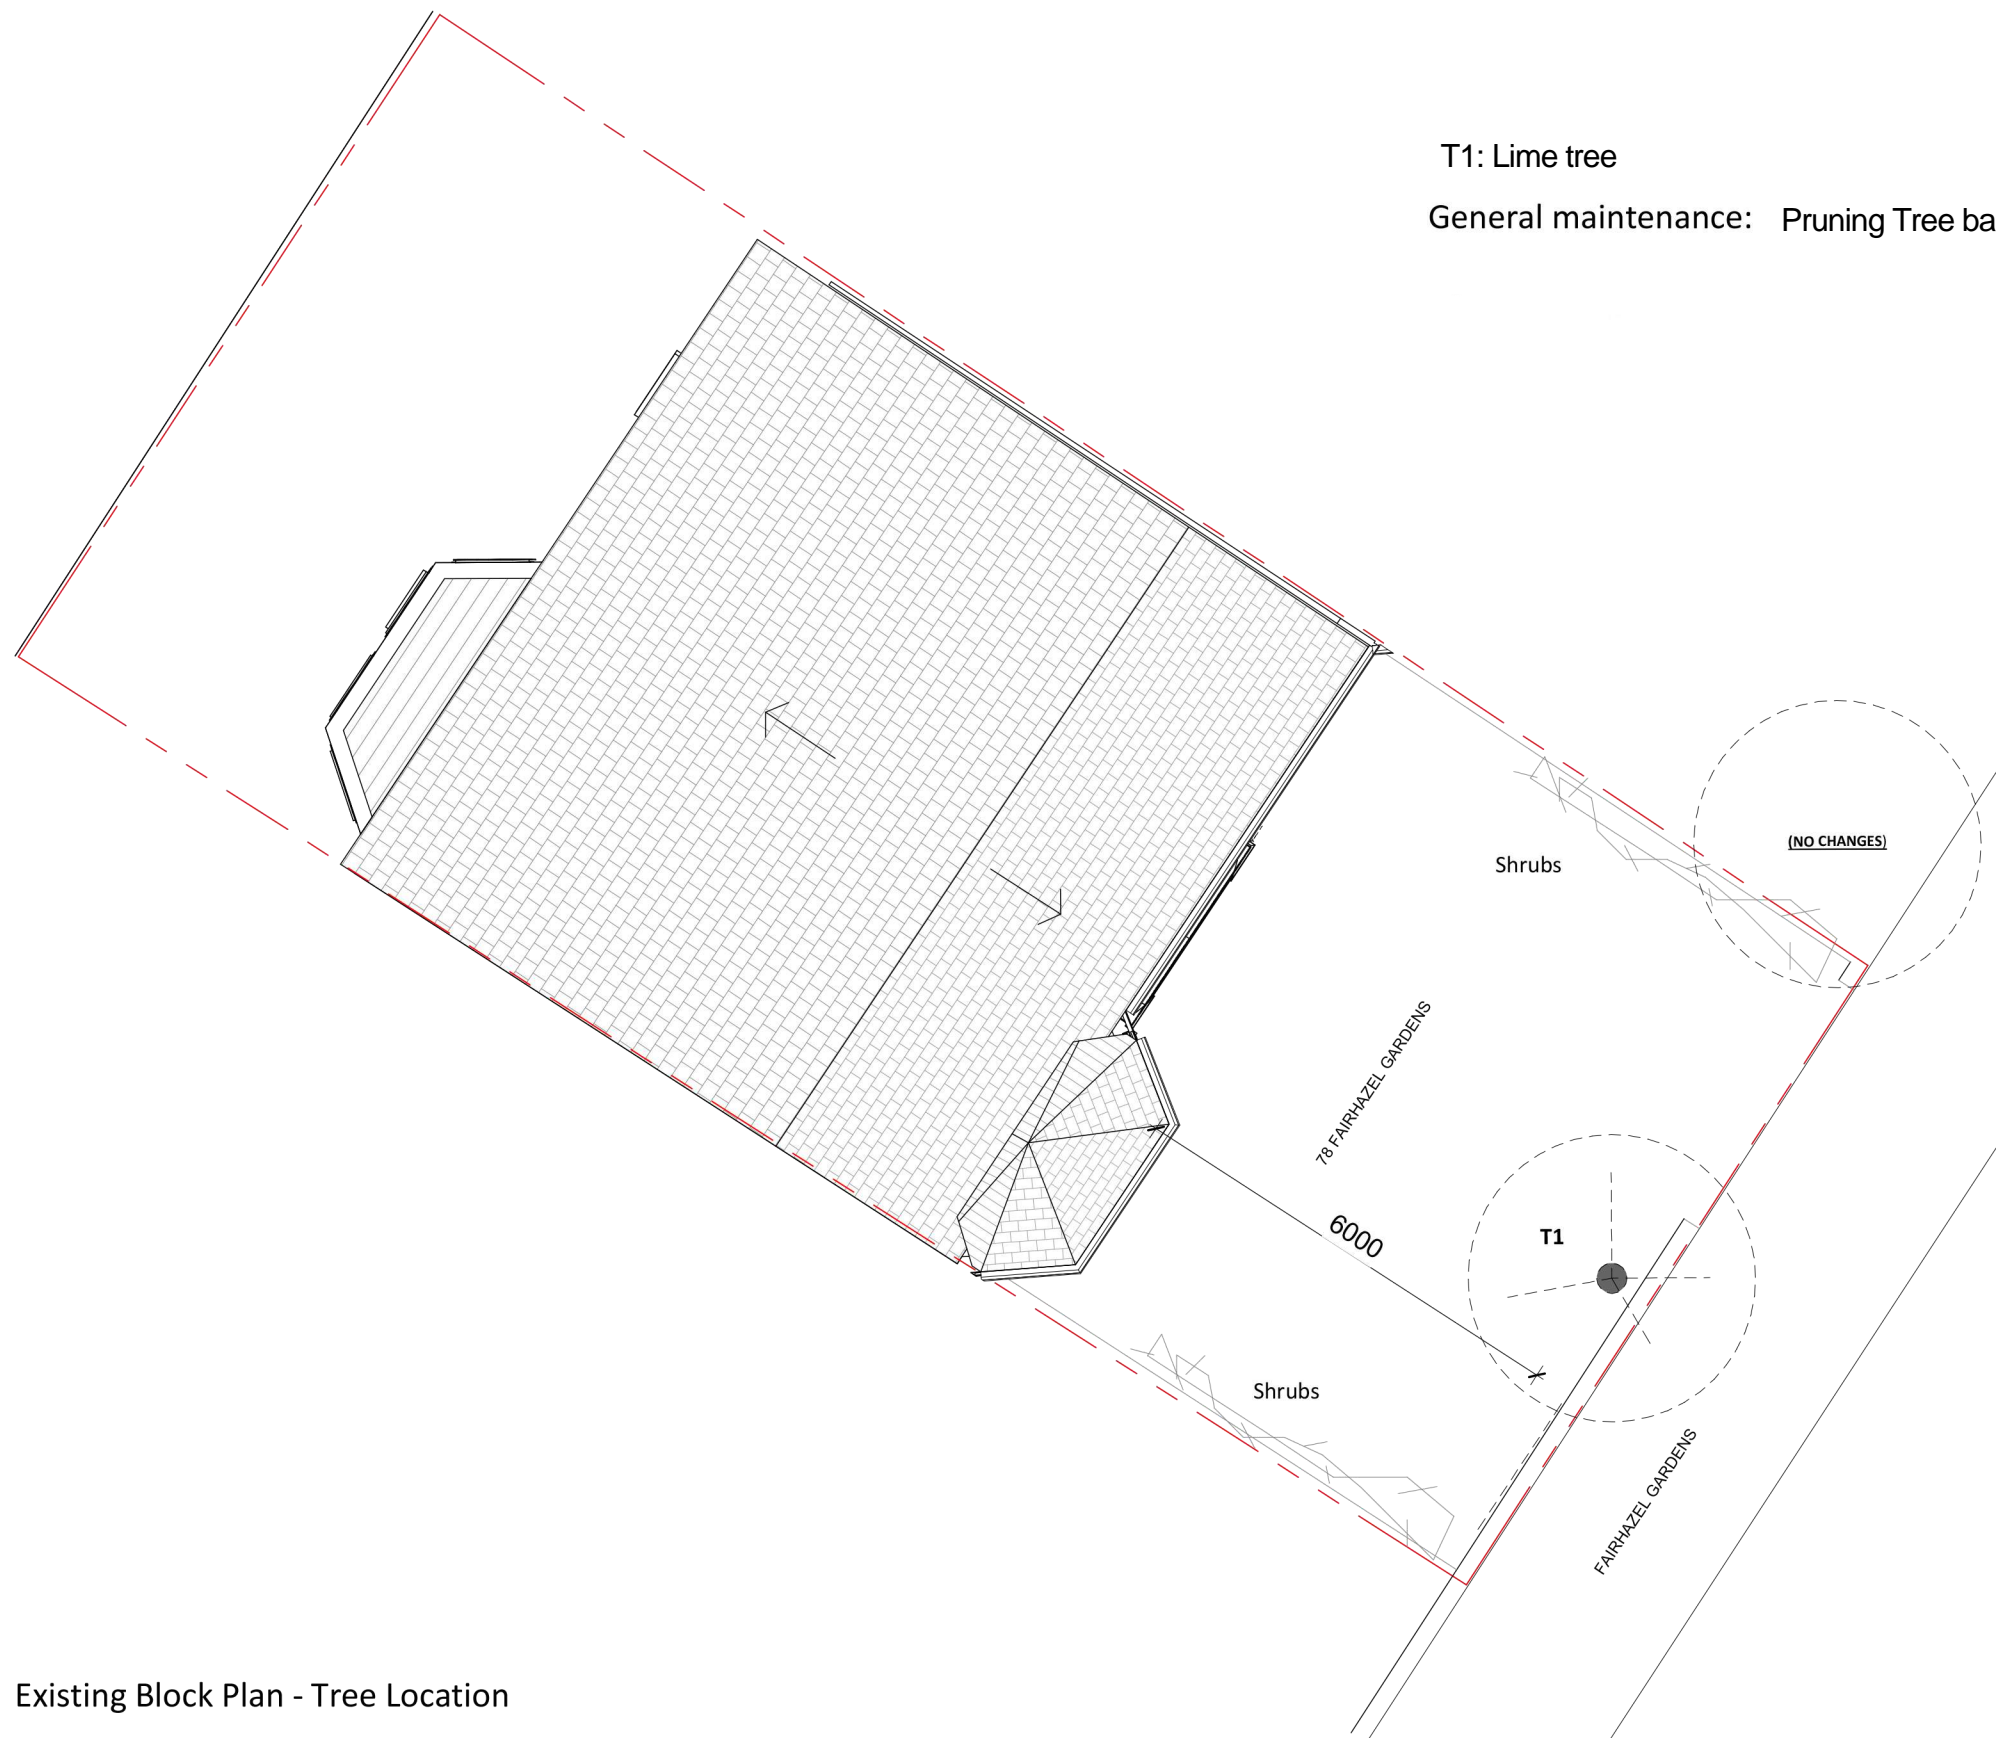 T1: Lime tree
General maintenance: Pruning Tree ba
(NO CHANGES)
Shrubs
78 FAIRHAZEL GARDENS
T1
6000
Shrubs
FAIRHAZEL GARDENS
Existing Block Plan - Tree Location